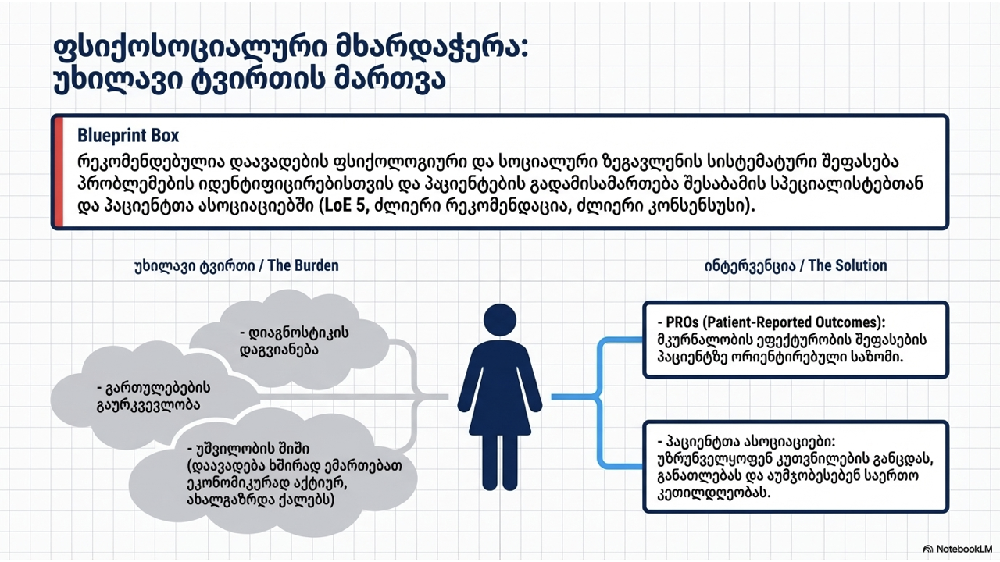 ფსიქოსოციალური მხარდაჭერა:
უხილავი ტვირთის მართვა
Blueprint Box
რეკომენდებულია დაავადების ფსიქოლოგიური და სოციალური ზეგავლენის სისტემატური შეფასება
პრობლემების იდენტიფიცირებისთვის და პაციენტების გადამისამართება შესაბამის სპეციალისტებთან
და პაციენტთა ასოციაციებში (LoE 5, ძლიერი რეკომენდაცია, ძლიერი კონსენსუსი).
უხილავი ტვირთი / The Burden
- დიაგნოსტიკის
დაგვიანება
- გართულებების
გაურკვევლობა
- უშვილობის შიში
(დაავადება ხშირად ემართებათ
ეკონომიკურად აქტიურ,
ახალგაზრდა ქალებს)
ინტერვენცია / The Solution
- PROs (Patient-Reported Outcomes):
მკურნალობის ეფექტურობის შეფასების
პაციენტზე ორიენტირებული საზომი.
- პაციენტთა ასოციაციები:
უზრუნველყოფენ კუთვნილების განცდას,
განათლებას და აუმჯობესებენ საერთო
კეთილდღეობას.
NotebookLM